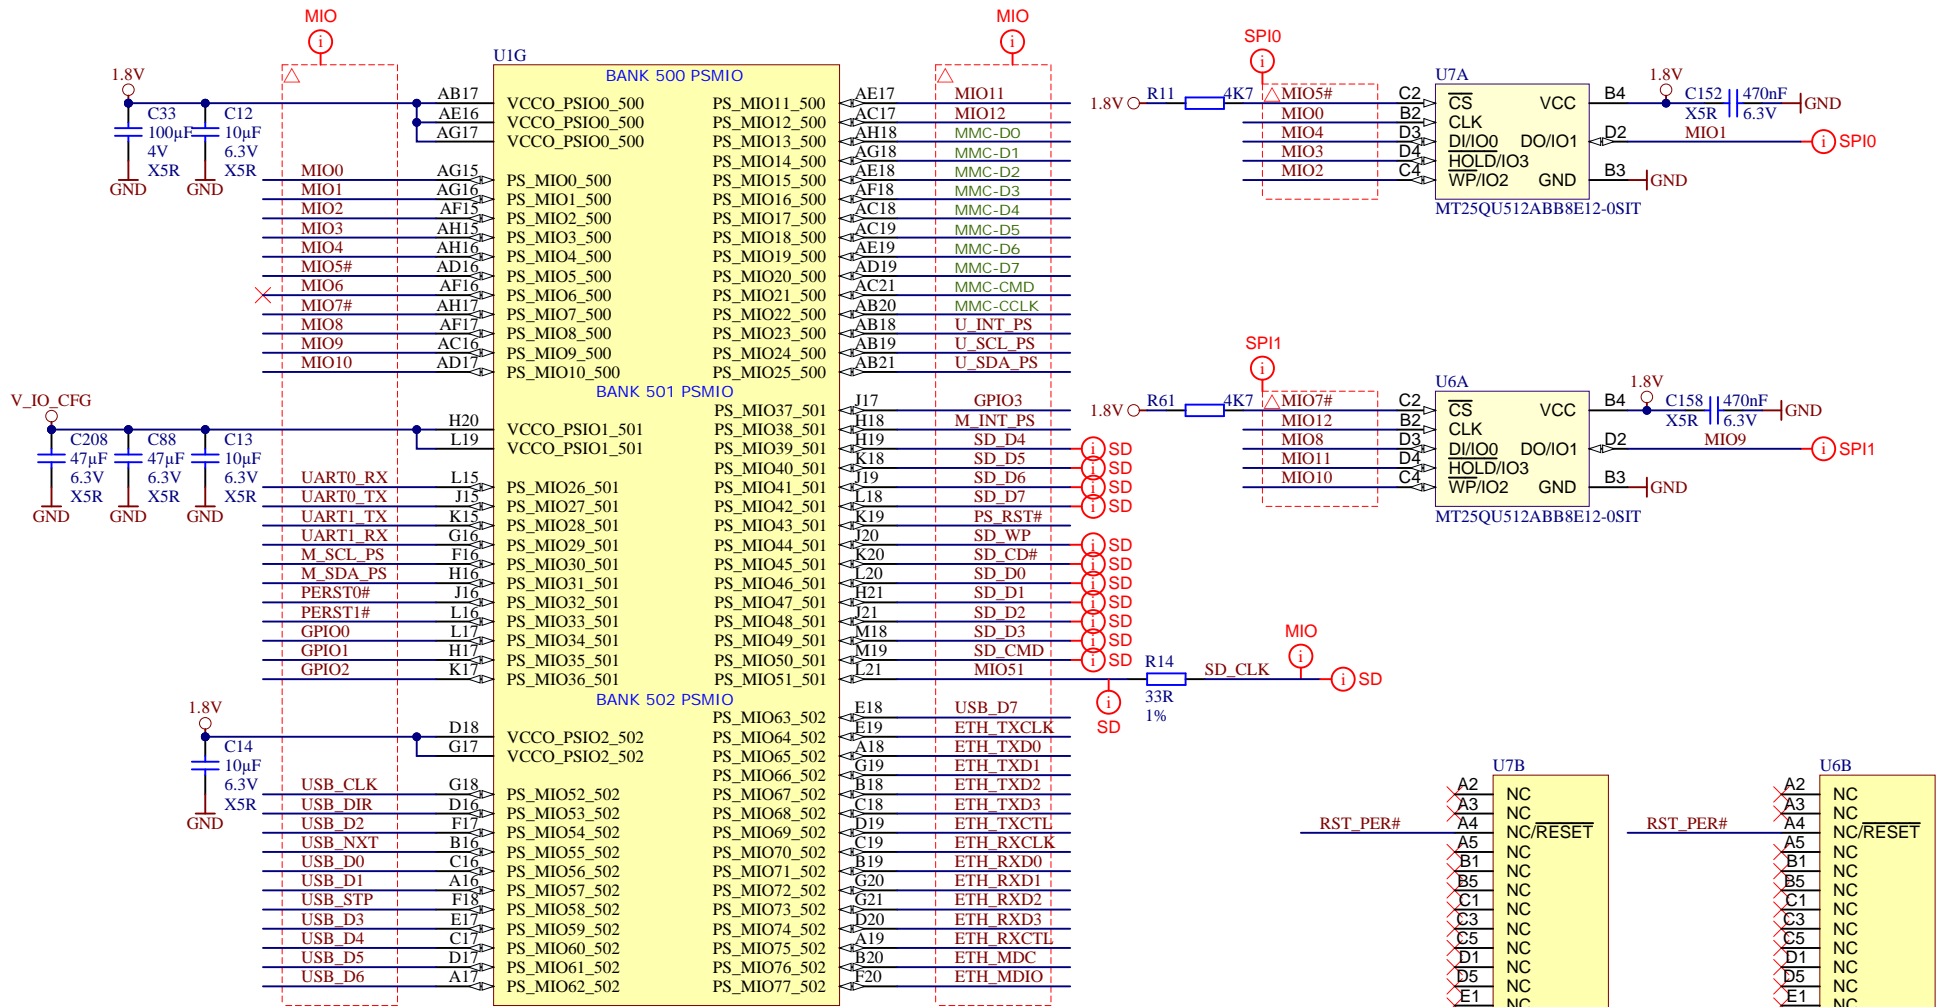 MIO
MIO
SPI0
U1G
BANK 500 PSMIO
1.8V
C33
100µF
4V
X5R
GND
C12
10µF
6.3V
X5R
GND
AB17 VCCO_PSIO0_500
AE16 VCCO_PSIO0_500
AG17 VCCO_PSIO0_500
MIO0 AG15 PS_MIO0_500
MIO1 AG16 PS_MIO1_500
MIO2 AF15 PS_MIO2_500
MIO3 AH15 PS_MIO3_500
MIO4 AH16 PS_MIO4_500
MIO5# AD16 PS_MIO5_500
MIO6 AF16 PS_MIO6_500
MIO7# AH17 PS_MIO7_500
MIO8 AF17 PS_MIO8_500
MIO9 AC16 PS_MIO9_500
MIO10 AD17 PS_MIO10_500
PS_MIO11_500 AE17 MIO11
PS_MIO12_500 AC17 MIO12
PS_MIO13_500 AH18 MMC-D0
PS_MIO14_500 AG18 MMC-D1
PS_MIO15_500 AE18 MMC-D2
PS_MIO16_500 AF18 MMC-D3
PS_MIO17_500 AC18 MMC-D4
PS_MIO18_500 AC19 MMC-D5
PS_MIO19_500 AE19 MMC-D6
PS_MIO20_500 AD19 MMC-D7
PS_MIO21_500 AC21 MMC-CMD
PS_MIO22_500 AB20 MMC-CCLK
PS_MIO23_500 AB18 U_INT_PS
PS_MIO24_500 AB19 U_SCL_PS
PS_MIO25_500 AB21 U_SDA_PS
BANK 501 PSMIO
V_IO_CFG
C208
47µF
6.3V
X5R
GND
C88
47µF
6.3V
X5R
GND
C13
10µF
6.3V
X5R
GND
H20 VCCO_PSIO1_501
L19 VCCO_PSIO1_501
UART0_RX L15 PS_MIO26_501
UART0_TX J15 PS_MIO27_501
UART1_TX K15 PS_MIO28_501
UART1_RX G16 PS_MIO29_501
M_SCL_PS F16 PS_MIO30_501
M_SDA_PS H16 PS_MIO31_501
PERST0# J16 PS_MIO32_501
PERST1# L16 PS_MIO33_501
GPIO0 L17 PS_MIO34_501
GPIO1 H17 PS_MIO35_501
GPIO2 K17 PS_MIO36_501
PS_MIO37_501 J17 GPIO3
PS_MIO38_501 H18 M_INT_PS
PS_MIO39_501 H19 SD_D4 i SD
PS_MIO40_501 K18 SD_D5 i SD
PS_MIO41_501 J19 SD_D6 i SD
PS_MIO42_501 L18 SD_D7 i SD
PS_MIO43_501 K19 PS_RST#
PS_MIO44_501 J20 SD_WP i SD
PS_MIO45_501 K20 SD_CD# i SD
PS_MIO46_501 L20 SD_D0 i SD
PS_MIO47_501 H21 SD_D1 i SD
PS_MIO48_501 J21 SD_D2 i SD
PS_MIO49_501 M18 SD_D3 i SD
PS_MIO50_501 M19 SD_CMD i SD
PS_MIO51_501 L21 MIO51
i SD
R14
33R
1%
SD_CLK
MIO
i
i SD
BANK 502 PSMIO
1.8V
C14
10µF
6.3V
X5R
GND
D18 VCCO_PSIO2_502
G17 VCCO_PSIO2_502
USB_CLK G18 PS_MIO52_502
USB_DIR D16 PS_MIO53_502
USB_D2 F17 PS_MIO54_502
USB_NXT B16 PS_MIO55_502
USB_D0 C16 PS_MIO56_502
USB_D1 A16 PS_MIO57_502
USB_STP F18 PS_MIO58_502
USB_D3 E17 PS_MIO59_502
USB_D4 C17 PS_MIO60_502
USB_D5 D17 PS_MIO61_502
USB_D6 A17 PS_MIO62_502
PS_MIO63_502 E18 USB_D7
PS_MIO64_502 E19 ETH_TXCLK
PS_MIO65_502 A18 ETH_TXD0
PS_MIO66_502 G19 ETH_TXD1
PS_MIO67_502 B18 ETH_TXD2
PS_MIO68_502 C18 ETH_TXD3
PS_MIO69_502 D19 ETH_TXCTL
PS_MIO70_502 C19 ETH_RXCLK
PS_MIO71_502 B19 ETH_RXD0
PS_MIO72_502 G20 ETH_RXD1
PS_MIO73_502 G21 ETH_RXD2
PS_MIO74_502 D20 ETH_RXD3
PS_MIO75_502 A19 ETH_RXCTL
PS_MIO76_502 B20 ETH_MDC
PS_MIO77_502 F20 ETH_MDIO
U7A
1.8V R11 4K7 MIO5# C2 CS
MIO0 B2 CLK
MIO4 D3 DI/IO0
MIO3 D4 HOLD/IO3
MIO2 C4 WP/IO2
VCC B4
1.8V
C152 470nF
X5R 6.3V
GND
DO/IO1 D2 MIO1 i SPI0
GND B3 GND
MT25QU512ABB8E12-0SIT
SPI1
i
U6A
1.8V R61 4K7 MIO7# C2 CS
MIO12 B2 CLK
MIO8 D3 DI/IO0
MIO11 D4 HOLD/IO3
MIO10 C4 WP/IO2
VCC B4
1.8V
C158 470nF
X5R 6.3V
GND
DO/IO1 D2 MIO9 i SPI1
GND B3 GND
MT25QU512ABB8E12-0SIT
U7B
A2 NC
A3 NC
RST_PER# A4 NC/RESET
A5 NC
B1 NC
B5 NC
C1 NC
C3 NC
C5 NC
D1 NC
D5 NC
E1 NC
U6B
A2 NC
A3 NC
RST_PER# A4 NC/RESET
A5 NC
B1 NC
B5 NC
C1 NC
C3 NC
C5 NC
D1 NC
D5 NC
E1 NC